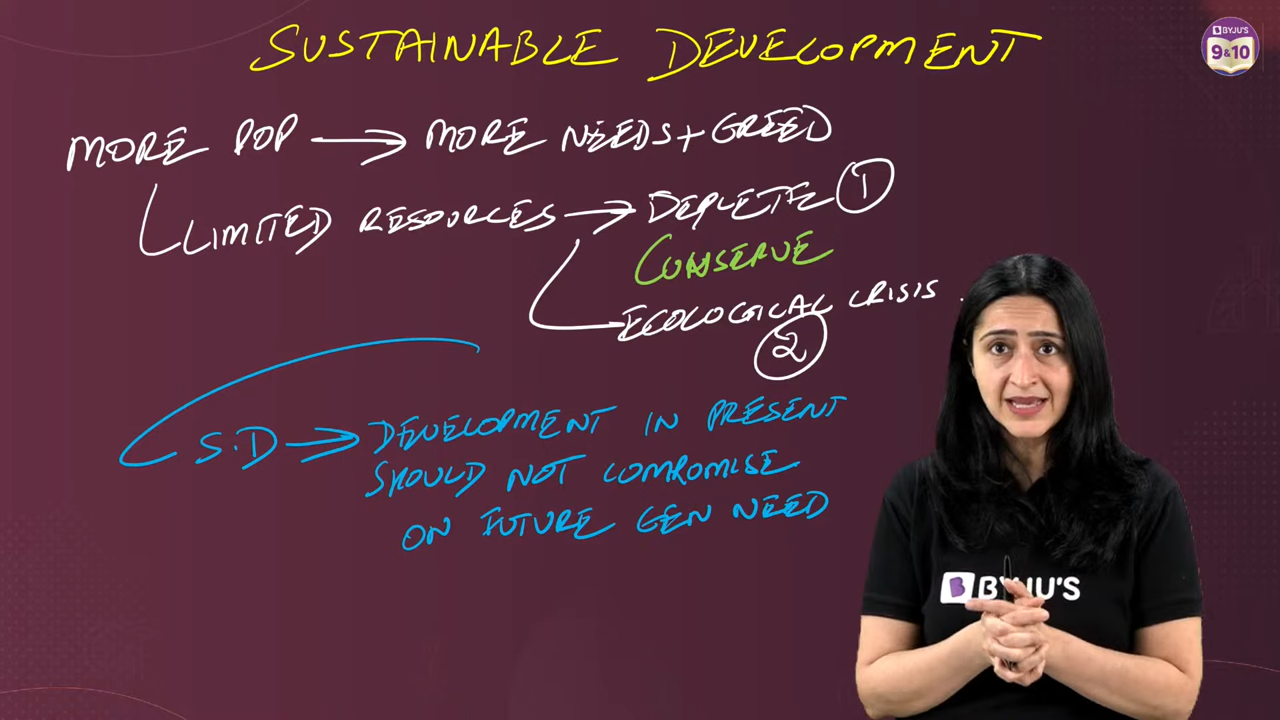 SUSTAINABLE DEVELOPMENT
BYJU'S
9&10
MORE POP → MORE NEEDS + GREED
LIMITED RESOURCES → DEPLETE 1
CONSERVE
ECOLOGICAL CRISIS
2
S.D → DEVELOPMENT IN PRESENT
SHOULD NOT COMPROMISE
ON FUTURE GEN NEED
B BYJU'S